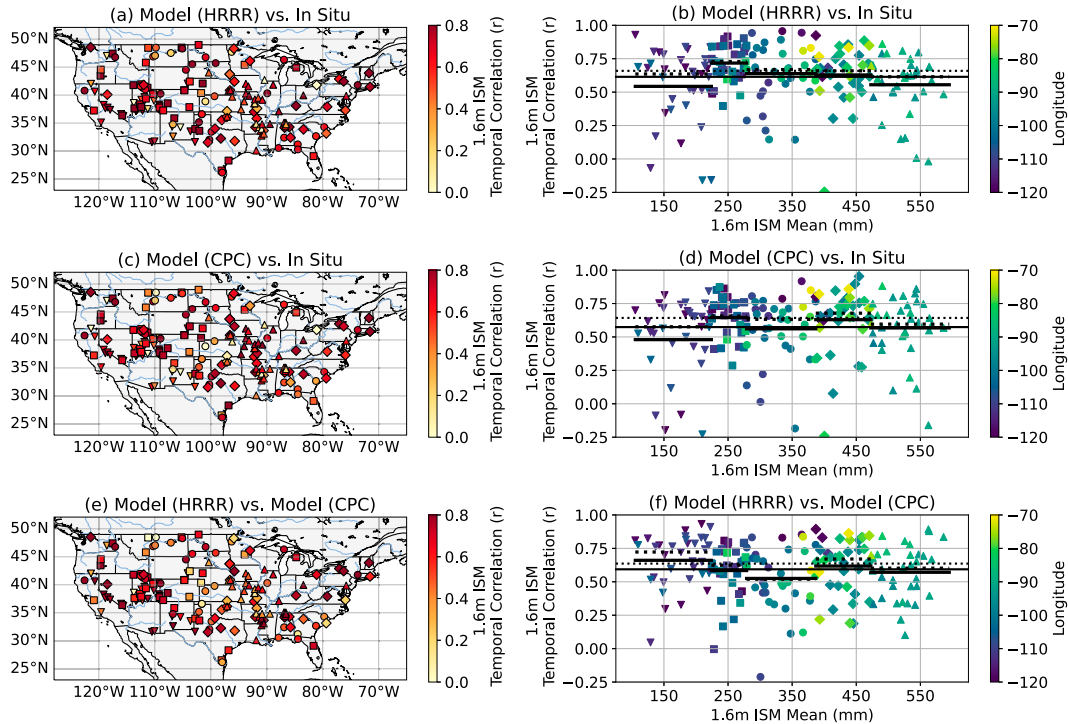 (a) Model (HRRR) vs. In Situ
50°N
45°N
40°N
35°N
30°N
25°N
120°W 110°W 100°W 90°W 80°W 70°W
0.8
0.6
0.4
0.2
0.0
1.6m ISM
Temporal Correlation (r)
(b) Model (HRRR) vs. In Situ
1.00
0.75
0.50
0.25
0.00
−0.25
150 250 350 450 550
1.6m ISM Mean (mm)
1.6m ISM
Temporal Correlation (r)
−70
−80
−90
−100
−110
−120
Longitude
(c) Model (CPC) vs. In Situ
50°N
45°N
40°N
35°N
30°N
25°N
120°W 110°W 100°W 90°W 80°W 70°W
0.8
0.6
0.4
0.2
0.0
1.6m ISM
Temporal Correlation (r)
(d) Model (CPC) vs. In Situ
1.00
0.75
0.50
0.25
0.00
−0.25
150 250 350 450 550
1.6m ISM Mean (mm)
1.6m ISM
Temporal Correlation (r)
−70
−80
−90
−100
−110
−120
Longitude
(e) Model (HRRR) vs. Model (CPC)
50°N
45°N
40°N
35°N
30°N
25°N
120°W 110°W 100°W 90°W 80°W 70°W
0.8
0.6
0.4
0.2
0.0
1.6m ISM
Temporal Correlation (r)
(f) Model (HRRR) vs. Model (CPC)
1.00
0.75
0.50
0.25
0.00
−0.25
150 250 350 450 550
1.6m ISM Mean (mm)
1.6m ISM
Temporal Correlation (r)
−70
−80
−90
−100
−110
−120
Longitude